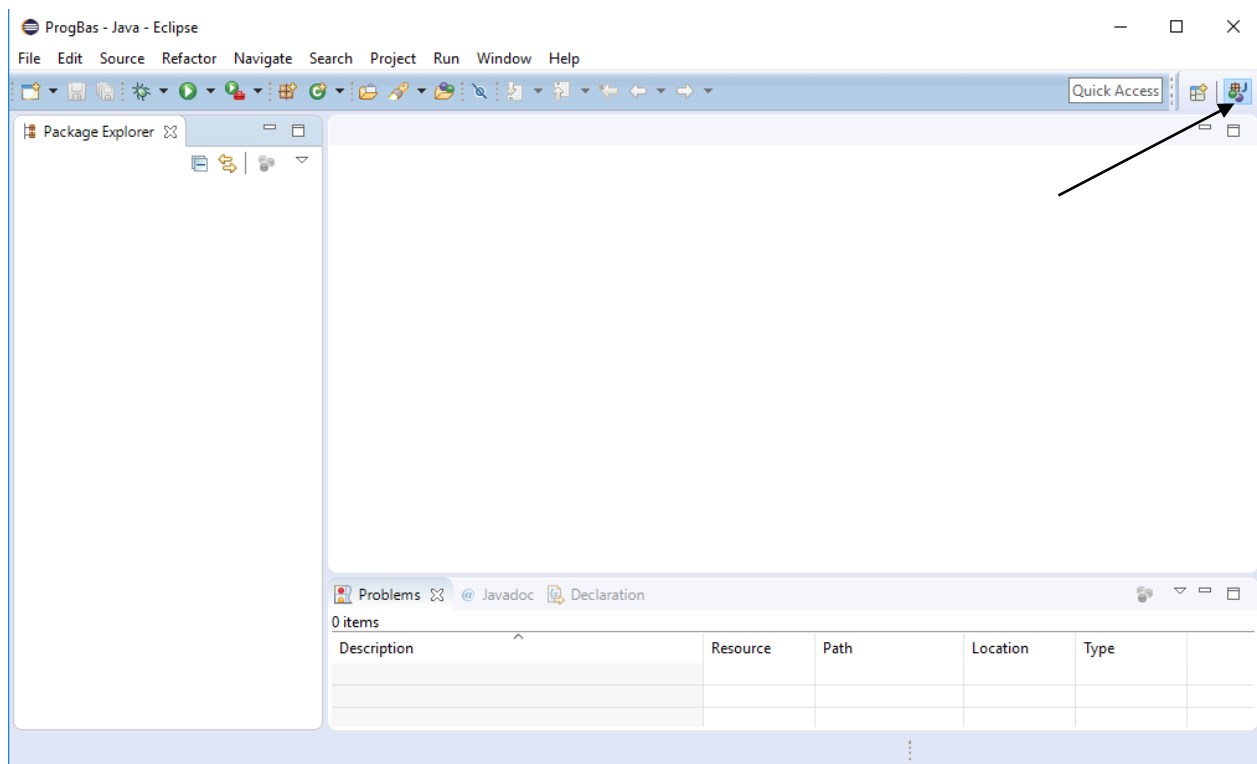 ProgBas - Java - Eclipse
File Edit Source Refactor Navigate Search Project Run Window Help
Quick Access
Package Explorer
Problems @ Javadoc Declaration
0 items
Description Resource Path Location Type